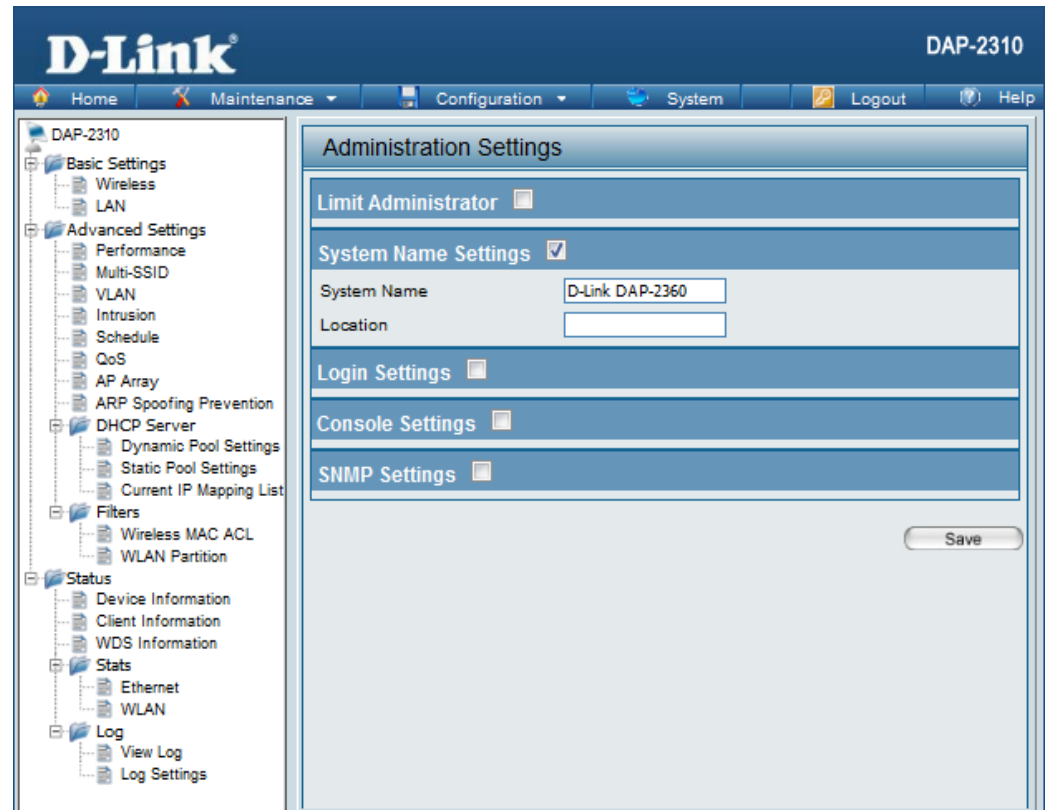 D-Link®
DAP-2310
Home
Maintenance
Configuration
System
Logout
Help
DAP-2310
Basic Settings
Wireless
LAN
Advanced Settings
Performance
Multi-SSID
VLAN
Intrusion
Schedule
QoS
AP Array
ARP Spoofing Prevention
DHCP Server
Dynamic Pool Settings
Static Pool Settings
Current IP Mapping List
Filters
Wireless MAC ACL
WLAN Partition
Status
Device Information
Client Information
WDS Information
Stats
Ethernet
WLAN
Log
View Log
Log Settings
Administration Settings
Limit Administrator
System Name Settings
System Name D-Link DAP-2360
Location
Login Settings
Console Settings
SNMP Settings
Save